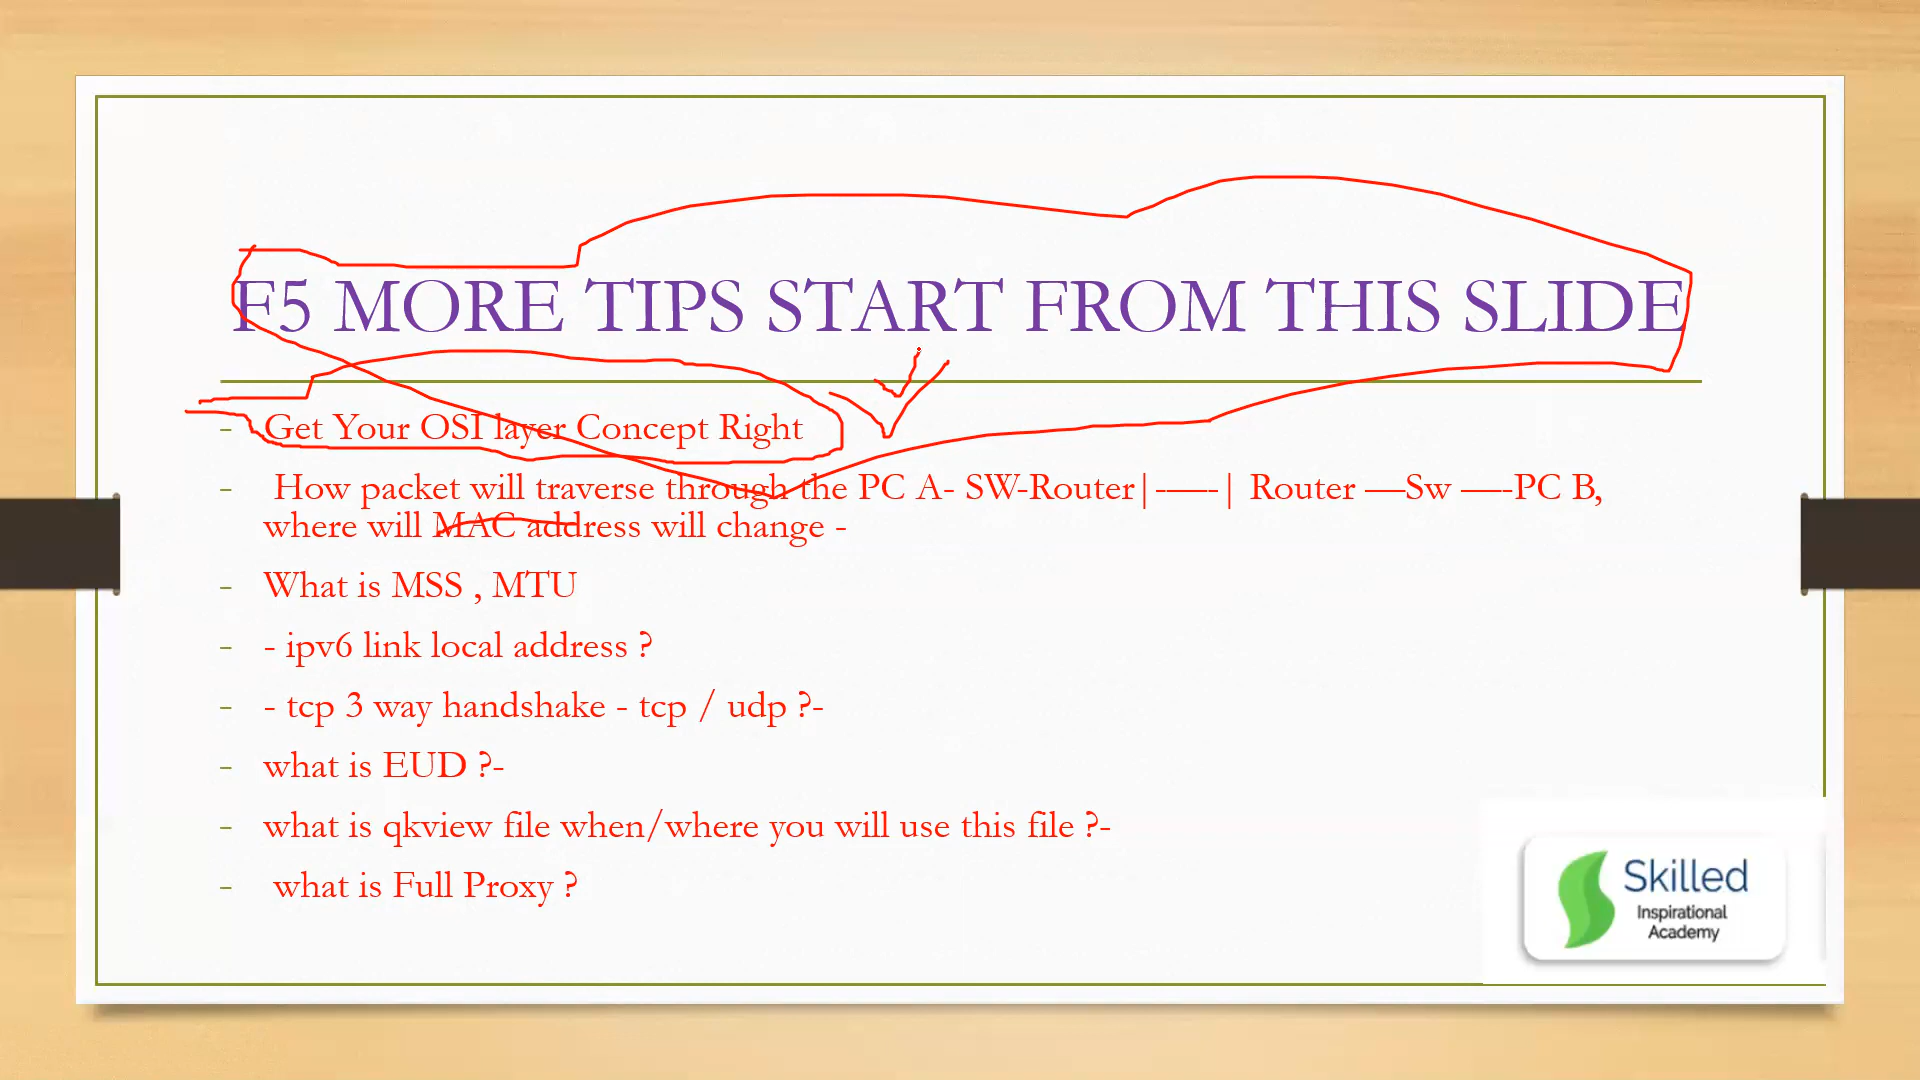 F5 MORE TIPS START FROM THIS SLIDE
- Get Your OSI layer Concept Right
- How packet will traverse through the PC A- SW-Router|-——-| Router —Sw —-PC B,
where will MAC address will change -
- What is MSS , MTU
- - ipv6 link local address ?
- - tcp 3 way handshake - tcp / udp ?-
- what is EUD ?-
- what is qkview file when/where you will use this file ?-
- what is Full Proxy ?
Skilled
Inspirational
Academy